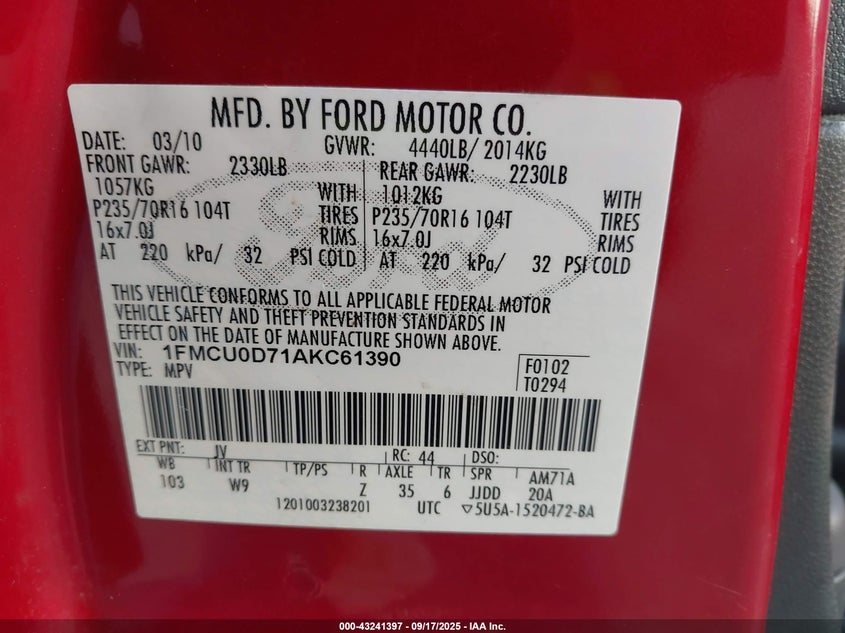 MFD. BY FORD MOTOR CO.
DATE: 03/10 GVWR: 4440LB/ 2014KG
FRONT GAWR: 2330LB REAR GAWR: 2230LB
1057KG WITH 1012KG WITH
P235/70R16 104T TIRES P235/70R16 104T TIRES
16x7.0J RIMS 16x7.0J RIMS
AT 220 kPa/ 32 PSI COLD AT 220 kPa/ 32 PSI COLD
THIS VEHICLE CONFORMS TO ALL APPLICABLE FEDERAL MOTOR
VEHICLE SAFETY AND THEFT PREVENTION STANDARDS IN
EFFECT ON THE DATE OF MANUFACTURE SHOWN ABOVE.
VIN: 1FMCU0D71AKC61390
TYPE: MPV
F0102
T0294
EXT PNT: JV RC: 44 DSO:
WB INT TR TP/PS R AXLE TR SPR AM71A
103 W9 Z 35 6 JJDD 20A
1201003238201 UTC ▽5U5A-1520472-BA
Ford
000-43241397 - 09/17/2025 - IAA Inc.